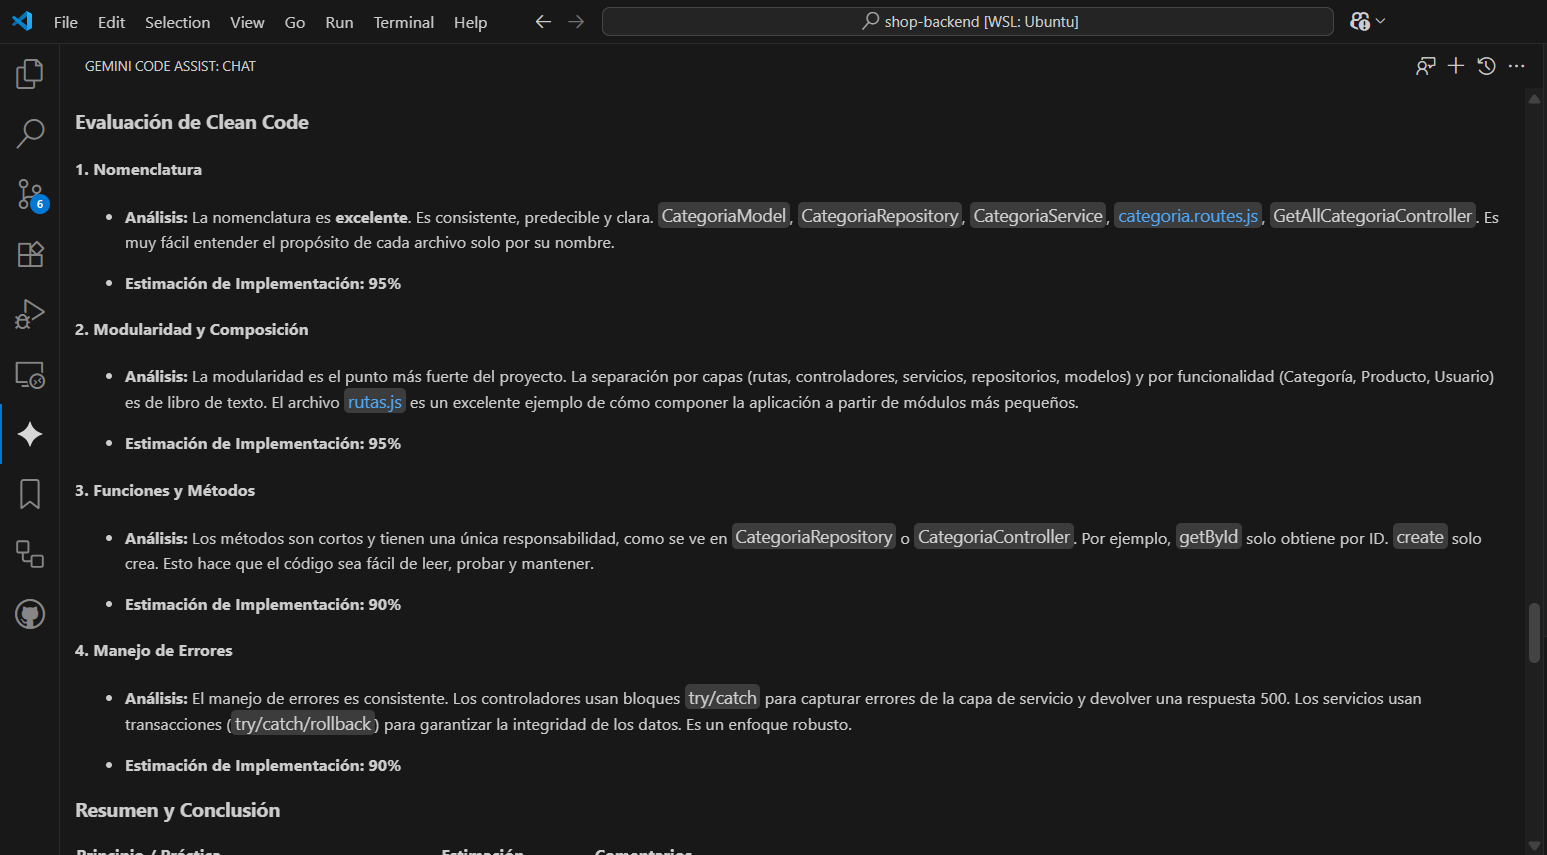 File Edit Selection View Go Run Terminal Help shop-backend [WSL: Ubuntu]
GEMINI CODE ASSIST: CHAT
6
Evaluación de Clean Code
1. Nomenclatura
• Análisis: La nomenclatura es excelente. Es consistente, predecible y clara. CategoriaModel, CategoriaRepository, CategoriaService, categoria.routes.js, GetAllCategoriaController. Es
muy fácil entender el propósito de cada archivo solo por su nombre.
• Estimación de Implementación: 95%
2. Modularidad y Composición
• Análisis: La modularidad es el punto más fuerte del proyecto. La separación por capas (rutas, controladores, servicios, repositorios, modelos) y por funcionalidad (Categoría, Producto, Usuario)
es de libro de texto. El archivo rutas.js es un excelente ejemplo de cómo componer la aplicación a partir de módulos más pequeños.
• Estimación de Implementación: 95%
3. Funciones y Métodos
• Análisis: Los métodos son cortos y tienen una única responsabilidad, como se ve en CategoriaRepository o CategoriaController. Por ejemplo, getById solo obtiene por ID. create solo
crea. Esto hace que el código sea fácil de leer, probar y mantener.
• Estimación de Implementación: 90%
4. Manejo de Errores
• Análisis: El manejo de errores es consistente. Los controladores usan bloques try/catch para capturar errores de la capa de servicio y devolver una respuesta 500. Los servicios usan
transacciones (try/catch/rollback) para garantizar la integridad de los datos. Es un enfoque robusto.
• Estimación de Implementación: 90%
Resumen y Conclusión
Principio / Práctica Estimación Comentarios